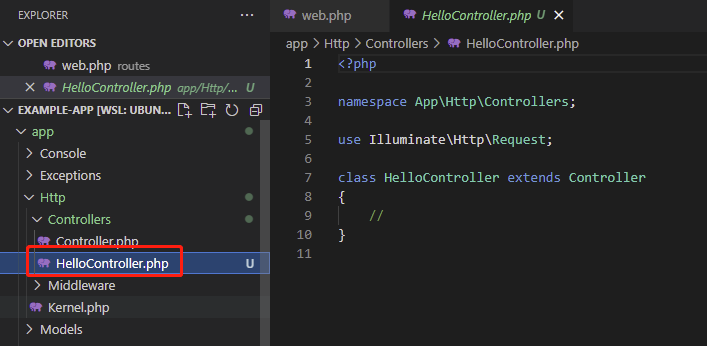 EXPLORER
OPEN EDITORS
web.php routes
HelloController.php app/Http/... U
EXAMPLE-APP [WSL: UBUN...
app
Console
Exceptions
Http
Controllers
Controller.php
HelloController.php U
Middleware
Kernel.php
Models
web.php
HelloController.php U
app > Http > Controllers > HelloController.php
1 <?php
2
3 namespace App\Http\Controllers;
4
5 use Illuminate\Http\Request;
6
7 class HelloController extends Controller
8 {
9 //
10 }
11